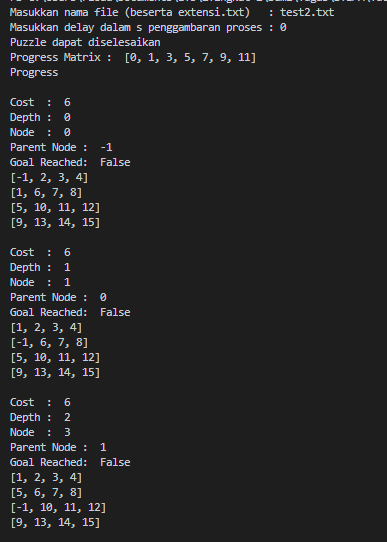 Masukkan nama file (beserta extensi.txt)   : test2.txt
Masukkan delay dalam s penggambaran proses : 0
Puzzle dapat diselesaikan
Progress Matrix :  [0, 1, 3, 5, 7, 9, 11]
Progress

Cost  :  6
Depth :  0
Node  :  0
Parent Node :  -1
Goal Reached:  False
[-1, 2, 3, 4]
[1, 6, 7, 8]
[5, 10, 11, 12]
[9, 13, 14, 15]

Cost  :  6
Depth :  1
Node  :  1
Parent Node :  0
Goal Reached:  False
[1, 2, 3, 4]
[-1, 6, 7, 8]
[5, 10, 11, 12]
[9, 13, 14, 15]

Cost  :  6
Depth :  2
Node  :  3
Parent Node :  1
Goal Reached:  False
[1, 2, 3, 4]
[5, 6, 7, 8]
[-1, 10, 11, 12]
[9, 13, 14, 15]